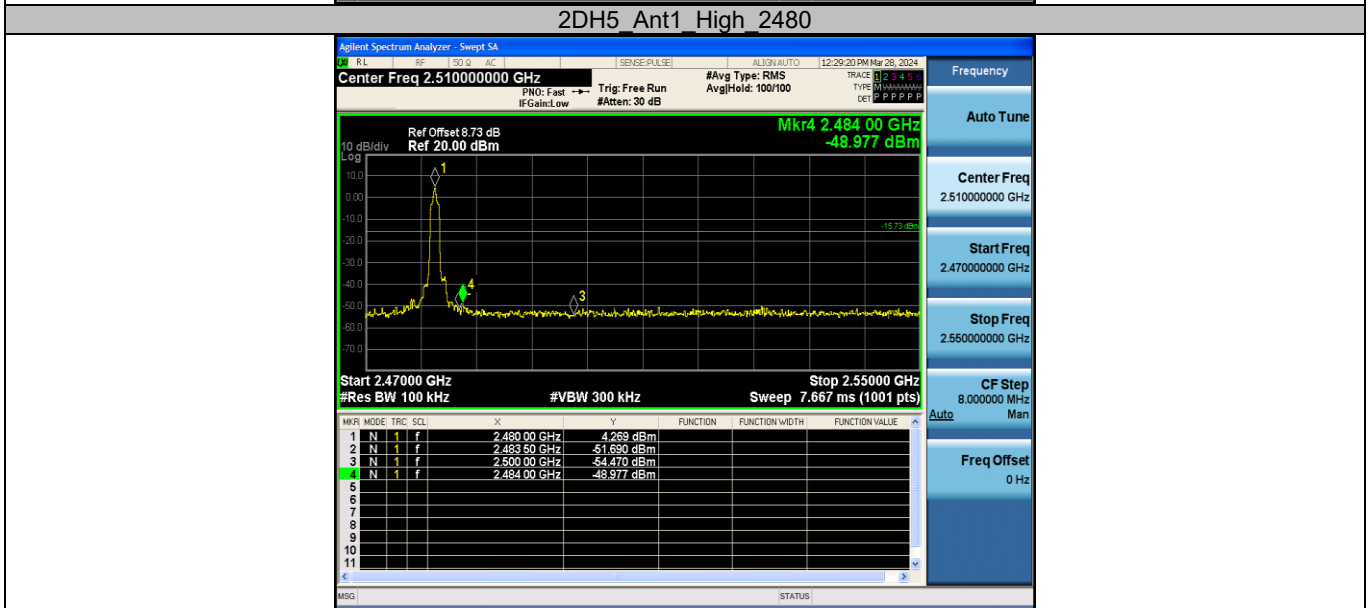 2DH5_Ant1_High_2480
Agilent Spectrum Analyzer - Swept SA
LXI RL RF 50 Ω AC SENSE:PULSE ALIGNAUTO 12:29:20 PM Mar 28, 2024
Center Freq 2.510000000 GHz
PNO: Fast
IFGain:Low
Trig: Free Run
#Atten: 30 dB
#Avg Type: RMS
Avg|Hold: 100/100
TRACE 1 2 3 4 5 6
TYPE M WWWWW
DET P P P P P P
Frequency
Auto Tune
Center Freq
2.510000000 GHz
Start Freq
2.470000000 GHz
Stop Freq
2.550000000 GHz
CF Step
8.000000 MHz
Auto Man
Freq Offset
0 Hz
Mkr4 2.484 00 GHz
-48.977 dBm
Ref Offset 8.73 dB
10 dB/div Ref 20.00 dBm
Log
10.0
0.00
-10.0
-20.0
-30.0
-40.0
-50.0
-60.0
-70.0
1
4
3
-15.73 dBm
Start 2.47000 GHz Stop 2.55000 GHz
#Res BW 100 kHz #VBW 300 kHz Sweep 7.667 ms (1001 pts)
MKR MODE TRC SCL X Y FUNCTION FUNCTION WIDTH FUNCTION VALUE
1 N 1 f 2.480 00 GHz 4.269 dBm
2 N 1 f 2.483 50 GHz -51.690 dBm
3 N 1 f 2.500 00 GHz -54.470 dBm
4 N 1 f 2.484 00 GHz -48.977 dBm
5
6
7
8
9
10
11
MSG STATUS